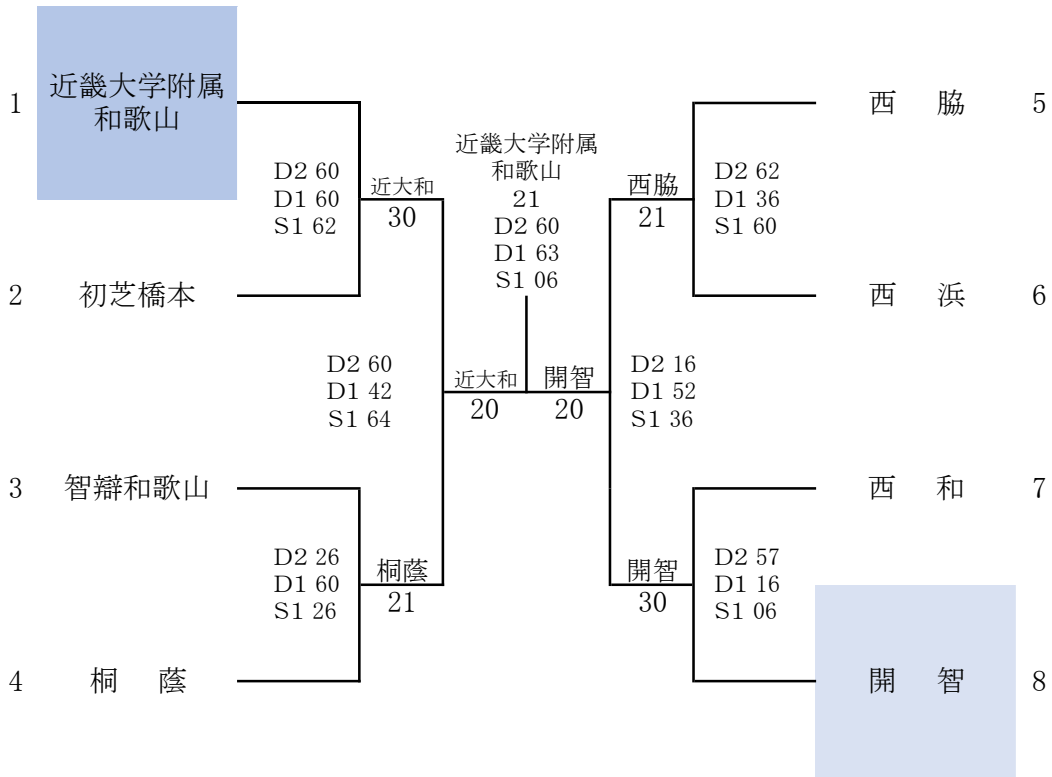 1
近畿大学附属
和歌山
D2 60
D1 60
S1 62
近大和
30
2
初芝橋本
D2 60
D1 42
S1 64
近大和
20
3
智辯和歌山
D2 26
D1 60
S1 26
桐蔭
21
4
桐 蔭
近畿大学附属
和歌山
21
D2 60
D1 63
S1 06
西 脇
5
西脇
21
D2 62
D1 36
S1 60
西 浜
6
開智
20
D2 16
D1 52
S1 36
西 和
7
開智
30
D2 57
D1 16
S1 06
開 智
8